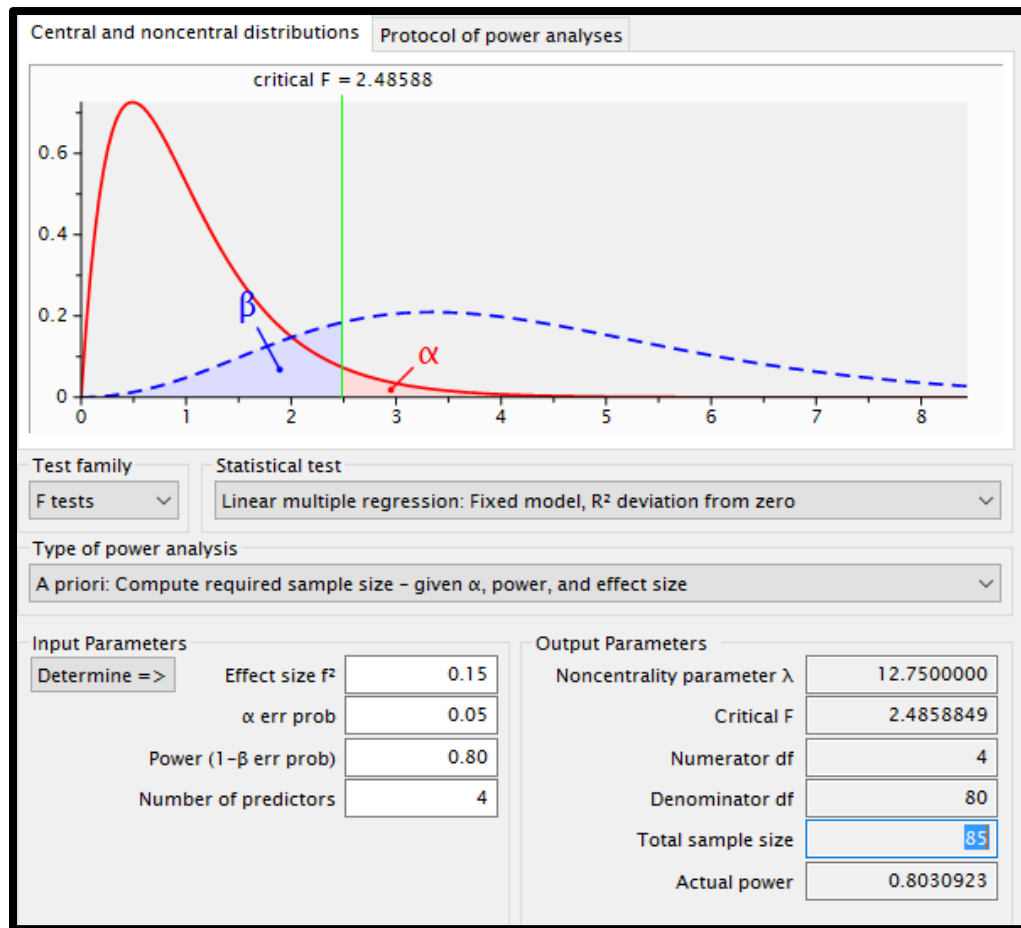 Central and noncentral distributions Protocol of power analyses
critical F = 2.48588
0.6
0.4
0.2
0
β
α
0 1 2 3 4 5 6 7 8
Test family Statistical test
F tests Linear multiple regression: Fixed model, R² deviation from zero
Type of power analysis
A priori: Compute required sample size – given α, power, and effect size
Input Parameters
Determine => Effect size f² 0.15
α err prob 0.05
Power (1-β err prob) 0.80
Number of predictors 4
Output Parameters
Noncentrality parameter λ 12.7500000
Critical F 2.4858849
Numerator df 4
Denominator df 80
Total sample size 85
Actual power 0.8030923